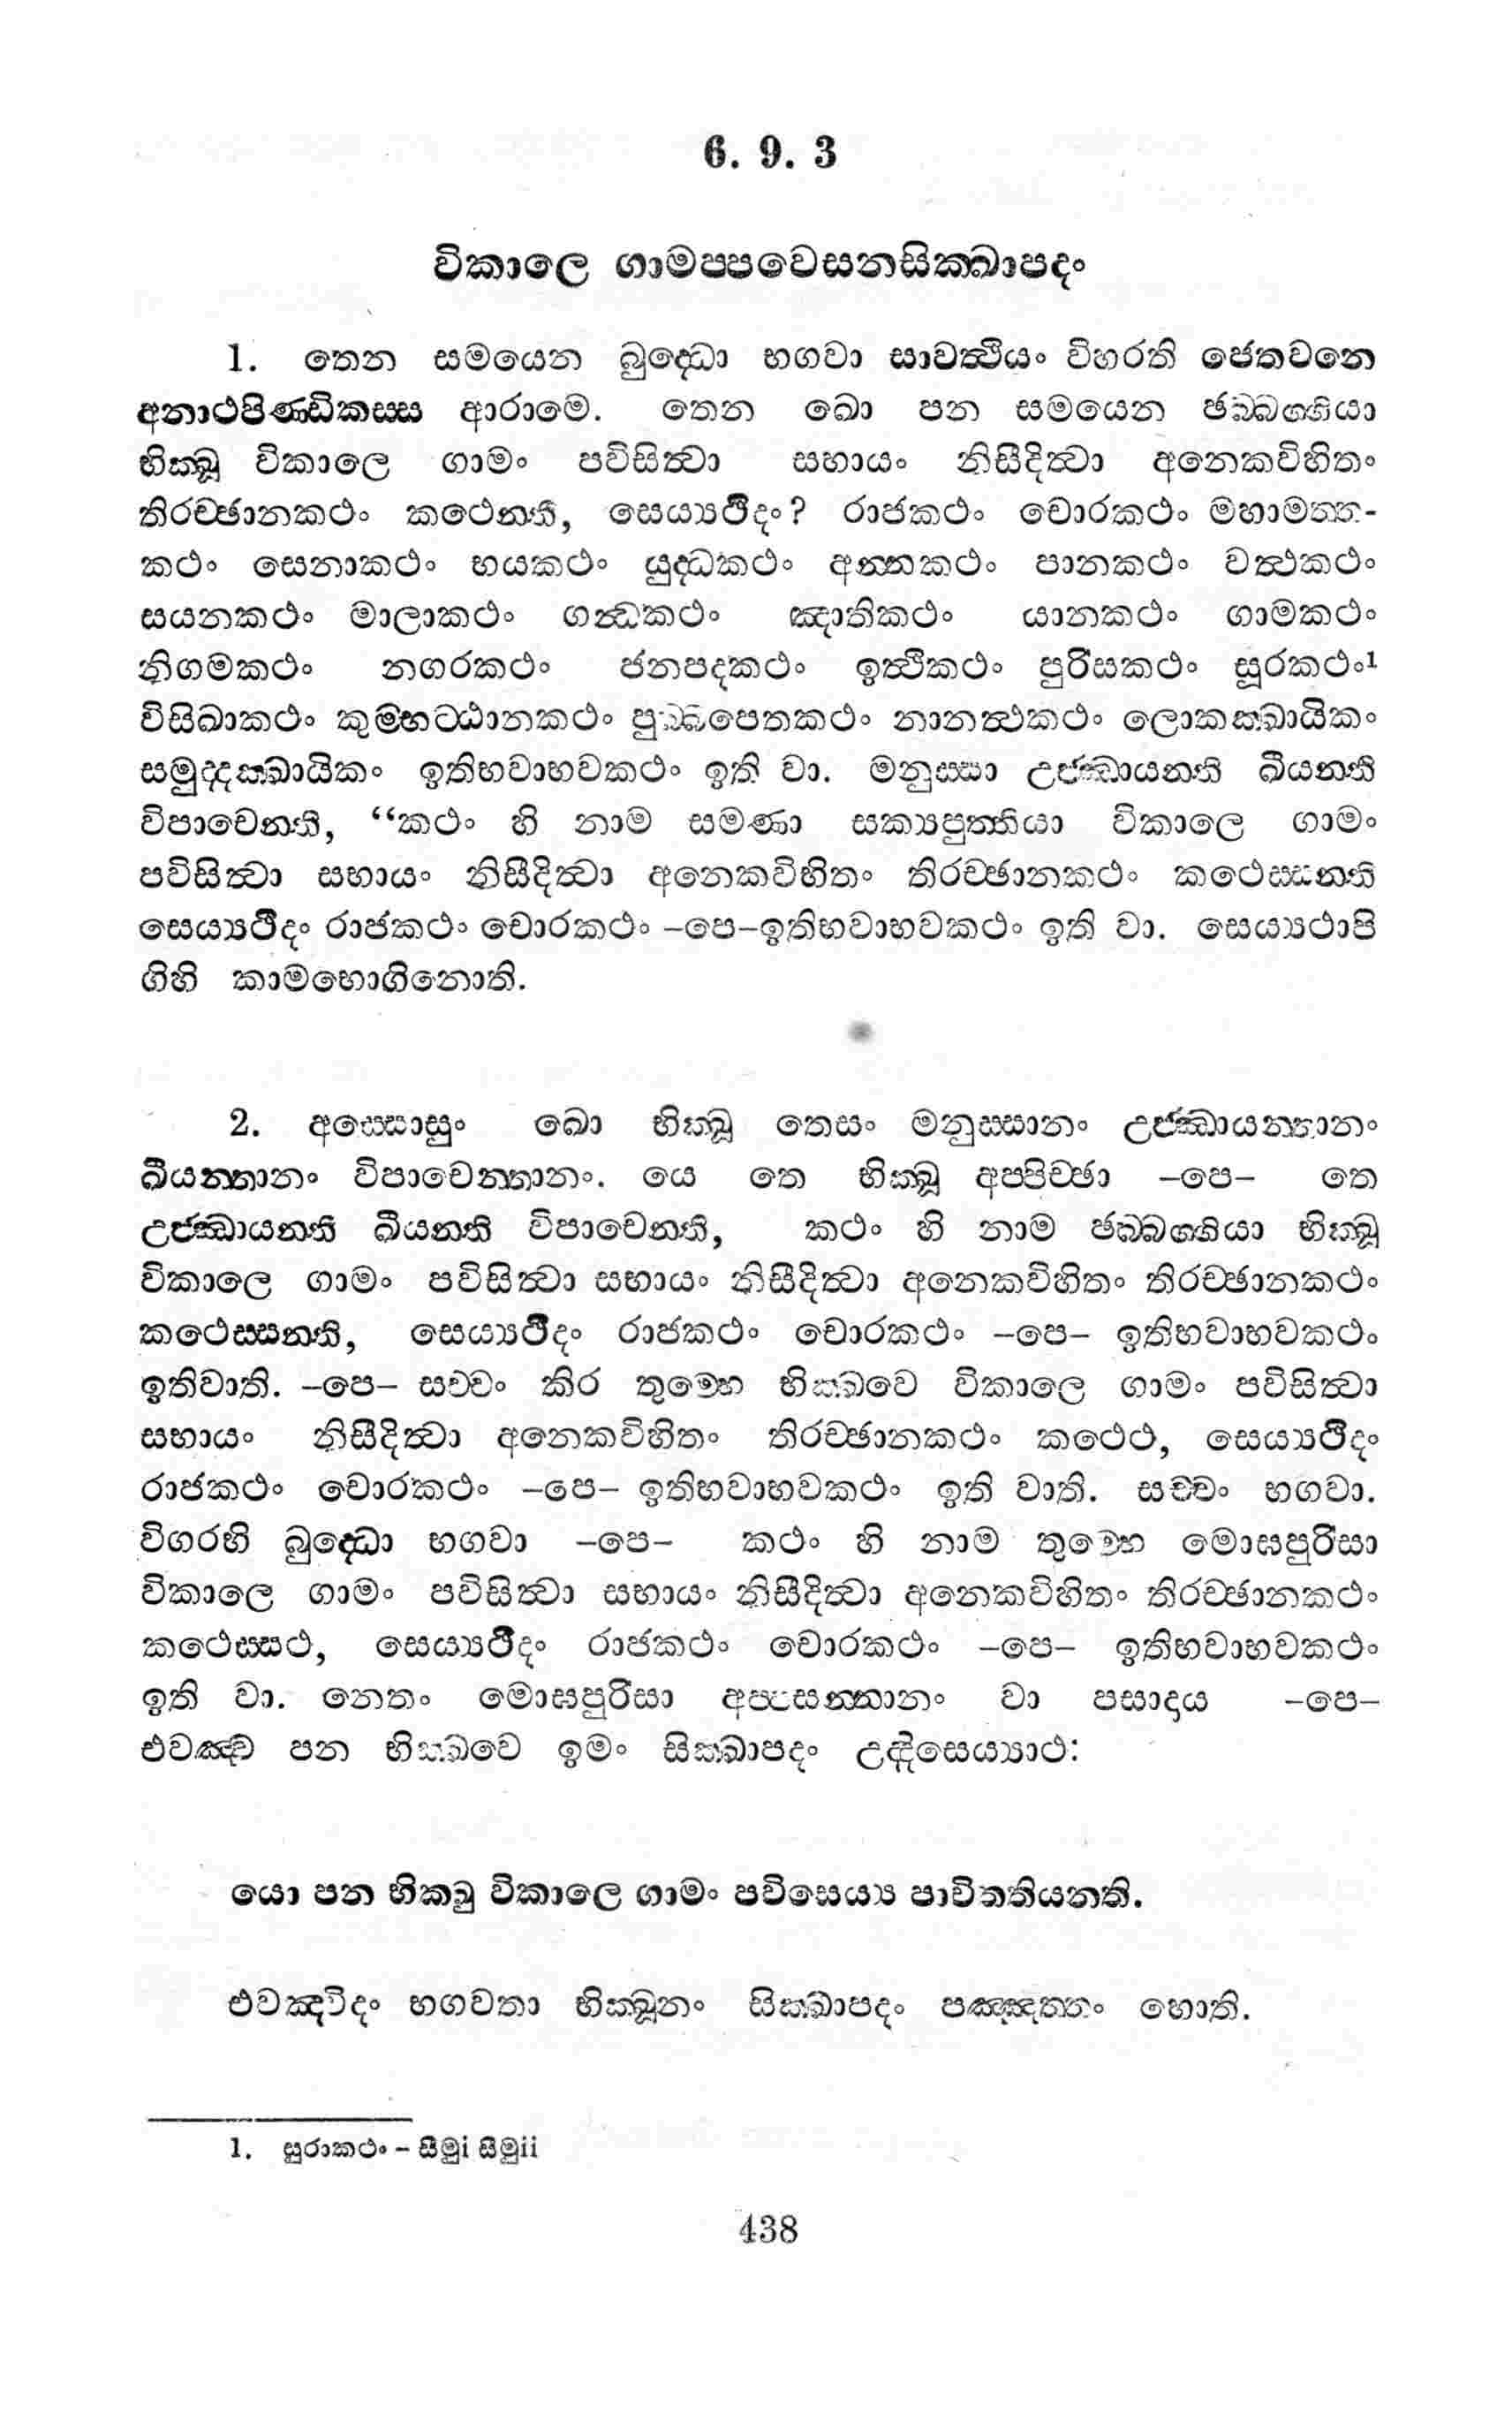 6. 9. 3
විකාලෙ ගාමප්පවෙසනසික්ඛාපදං
1. තෙන සමයෙන බුද්ධො භගවා සාවත්ථියං විහරති ජෙතවනෙ
අනාථපිණ්ඩිකස්ස ආරාමෙ. තෙන ඛො පන සමයෙන ඡබ්බග්ගියා
භික්ඛූ විකාලෙ ගාමං පවිසිත්වා සභායං නිසීදිත්වා අනෙකවිහිතං
තිරච්ඡානකථං කථෙන්ති, සෙය්‍යථිදං? රාජකථං චොරකථං මහාමත්ත-
කථං සෙනාකථං භයකථං යුද්ධකථං අන්නකථං පානකථං වත්ථකථං
සයනකථං මාලාකථං ගන්ධකථං ඤාතිකථං යානකථං ගාමකථං
නිගමකථං නගරකථං ජනපදකථං ඉත්ථිකථං පුරිසකථං සූරකථං¹
විසිඛාකථං කුම්භට්ඨානකථං පුබ්බපෙතකථං නානත්ථකථං ලොකක්ඛායිකං
සමුද්දක්ඛායිකං ඉතිභවාභවකථං ඉති වා. මනුස්සා උජ්ඣායන්ති ඛීයන්ති
විපාචෙන්ති, “කථං හි නාම සමණා සක්‍යපුත්තියා විකාලෙ ගාමං
පවිසිත්වා සභායං නිසීදිත්වා අනෙකවිහිතං තිරච්ඡානකථං කථෙස්සන්ති
සෙය්‍යථිදං රාජකථං චොරකථං –පෙ–ඉතිභවාභවකථං ඉති වා. සෙය්‍යථාපි
ගිහි කාමභොගිනොති.
2. අස්සොසුං ඛො භික්ඛූ තෙසං මනුස්සානං උජ්ඣායන්තානං
ඛීයන්තානං විපාචෙන්තානං. යෙ තෙ භික්ඛූ අප්පිච්ඡා –පෙ– තෙ
උජ්ඣායන්ති ඛීයන්ති විපාචෙන්ති, කථං හි නාම ඡබ්බග්ගියා භික්ඛූ
විකාලෙ ගාමං පවිසිත්වා සභායං නිසීදිත්වා අනෙකවිහිතං තිරච්ඡානකථං
කථෙස්සන්ති, සෙය්‍යථිදං රාජකථං චොරකථං –පෙ– ඉතිභවාභවකථං
ඉතිවාති. –පෙ– සච්චං කිර තුම්හෙ භික්ඛවෙ විකාලෙ ගාමං පවිසිත්වා
සභායං නිසීදිත්වා අනෙකවිහිතං තිරච්ඡානකථං කථෙථ, සෙය්‍යථිදං
රාජකථං චොරකථං –පෙ– ඉතිභවාභවකථං ඉති වාති. සච්චං භගවා.
විගරහි බුද්ධො භගවා –පෙ– කථං හි නාම තුම්හෙ මොඝපුරිසා
විකාලෙ ගාමං පවිසිත්වා සභායං නිසීදිත්වා අනෙකවිහිතං තිරච්ඡානකථං
කථෙස්සථ, සෙය්‍යථිදං රාජකථං චොරකථං –පෙ– ඉතිභවාභවකථං
ඉති වා. නෙතං මොඝපුරිසා අප්පසන්නානං වා පසාදාය –පෙ–
එවඤ්ච පන භික්ඛවෙ ඉමං සික්ඛාපදං උද්දිසෙය්‍යාථ:
යො පන භික්ඛු විකාලෙ ගාමං පවිසෙය්‍ය පාචිත්තියන්ති.
එවඤ්චිදං භගවතා භික්ඛූනං සික්ඛාපදං පඤ්ඤත්තං හොති.
1. සුරාකථං – සීමුi සීමුii
438